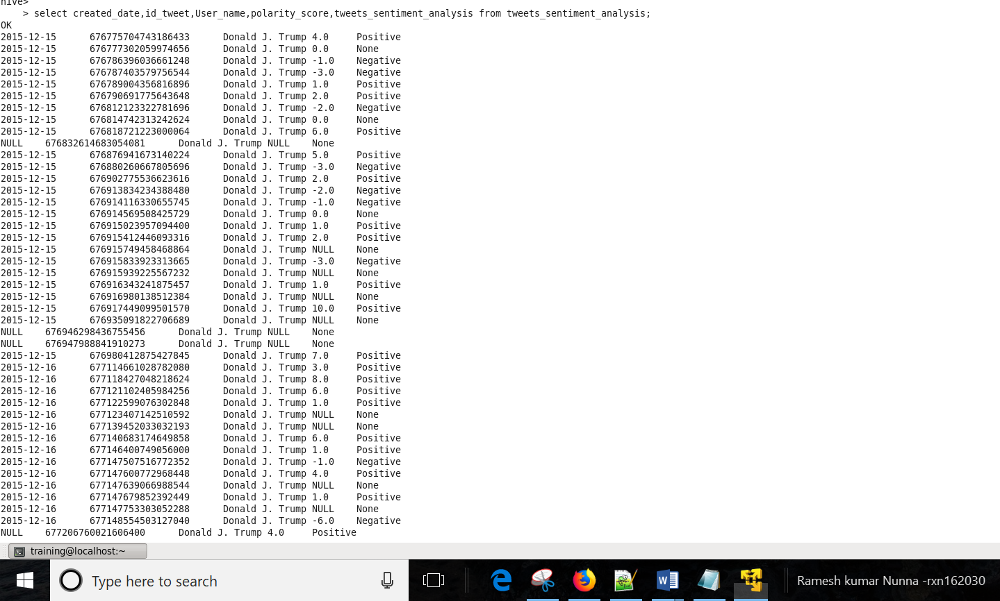 hive>
> select created_date,id_tweet,User_name,polarity_score,tweets_sentiment_analysis from tweets_sentiment_analysis;
OK
2015-12-15 676775704743186433 Donald J. Trump 4.0 Positive
2015-12-15 676777302059974656 Donald J. Trump 0.0 None
2015-12-15 676786396036661248 Donald J. Trump -1.0 Negative
2015-12-15 676787403579756544 Donald J. Trump -3.0 Negative
2015-12-15 676789004356816896 Donald J. Trump 1.0 Positive
2015-12-15 676790691775643648 Donald J. Trump 2.0 Positive
2015-12-15 676812123322781696 Donald J. Trump -2.0 Negative
2015-12-15 676814742313242624 Donald J. Trump 0.0 None
2015-12-15 676818721223000064 Donald J. Trump 6.0 Positive
NULL 676832614683054081 Donald J. Trump NULL None
2015-12-15 676876941673140224 Donald J. Trump 5.0 Positive
2015-12-15 676880260667805696 Donald J. Trump -3.0 Negative
2015-12-15 676902775536623616 Donald J. Trump 2.0 Positive
2015-12-15 676913834234388480 Donald J. Trump -2.0 Negative
2015-12-15 676914116330655745 Donald J. Trump -1.0 Negative
2015-12-15 676914569508425729 Donald J. Trump 0.0 None
2015-12-15 676915023957094400 Donald J. Trump 1.0 Positive
2015-12-15 676915412446093316 Donald J. Trump 2.0 Positive
2015-12-15 676915749458468864 Donald J. Trump NULL None
2015-12-15 676915833923313665 Donald J. Trump -3.0 Negative
2015-12-15 676915939225567232 Donald J. Trump NULL None
2015-12-15 676916343241875457 Donald J. Trump 1.0 Positive
2015-12-15 676916980138512384 Donald J. Trump NULL None
2015-12-15 676917449099501570 Donald J. Trump 10.0 Positive
2015-12-15 676935091822706689 Donald J. Trump NULL None
NULL 676946298436755456 Donald J. Trump NULL None
NULL 676947988841910273 Donald J. Trump NULL None
2015-12-15 676980412875427845 Donald J. Trump 7.0 Positive
2015-12-16 677114661028782080 Donald J. Trump 3.0 Positive
2015-12-16 677118427048218624 Donald J. Trump 8.0 Positive
2015-12-16 677121102405984256 Donald J. Trump 6.0 Positive
2015-12-16 677122599076302848 Donald J. Trump 1.0 Positive
2015-12-16 677123407142510592 Donald J. Trump NULL None
2015-12-16 677139452033032193 Donald J. Trump NULL None
2015-12-16 677140683174649858 Donald J. Trump 6.0 Positive
2015-12-16 677146400749056000 Donald J. Trump 1.0 Positive
2015-12-16 677147507516772352 Donald J. Trump -1.0 Negative
2015-12-16 677147600772968448 Donald J. Trump 4.0 Positive
2015-12-16 677147639066988544 Donald J. Trump NULL None
2015-12-16 677147679852392449 Donald J. Trump 1.0 Positive
2015-12-16 677147753303052288 Donald J. Trump NULL None
2015-12-16 677148554503127040 Donald J. Trump -6.0 Negative
NULL 677206760021606400 Donald J. Trump 4.0 Positive
training@localhost:~
Type here to search
Ramesh kumar Nunna -rxn162030